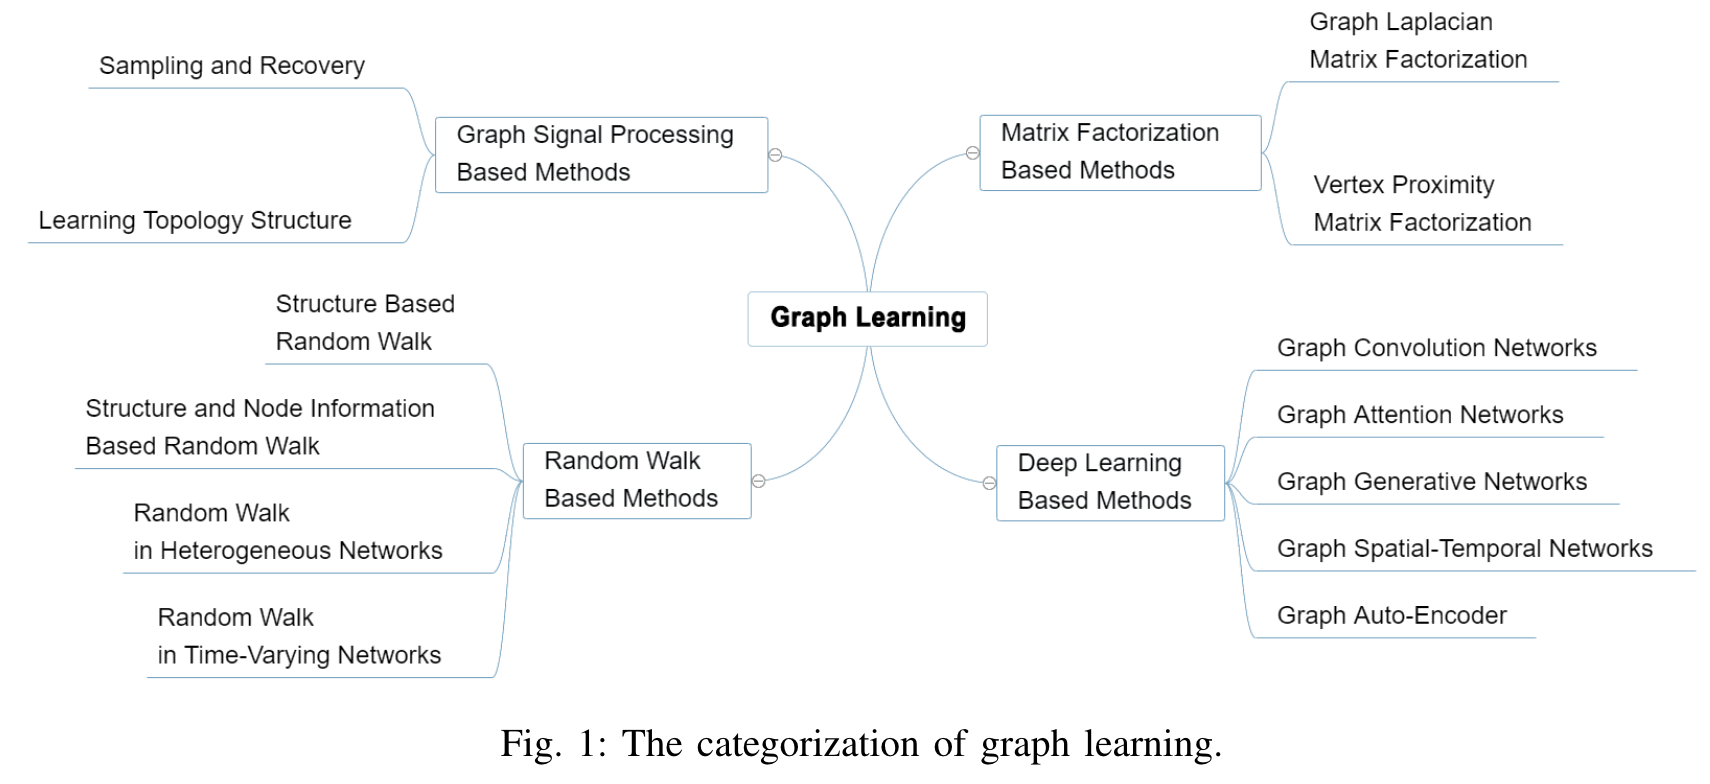 Sampling and Recovery
Graph Signal Processing
Based Methods
Learning Topology Structure
Graph Laplacian
Matrix Factorization
Matrix Factorization
Based Methods
Vertex Proximity
Matrix Factorization
Graph Learning
Structure Based
Random Walk
Structure and Node Information
Based Random Walk
Random Walk
Based Methods
Random Walk
in Heterogeneous Networks
Random Walk
in Time-Varying Networks
Deep Learning
Based Methods
Graph Convolution Networks
Graph Attention Networks
Graph Generative Networks
Graph Spatial-Temporal Networks
Graph Auto-Encoder
Fig. 1: The categorization of graph learning.